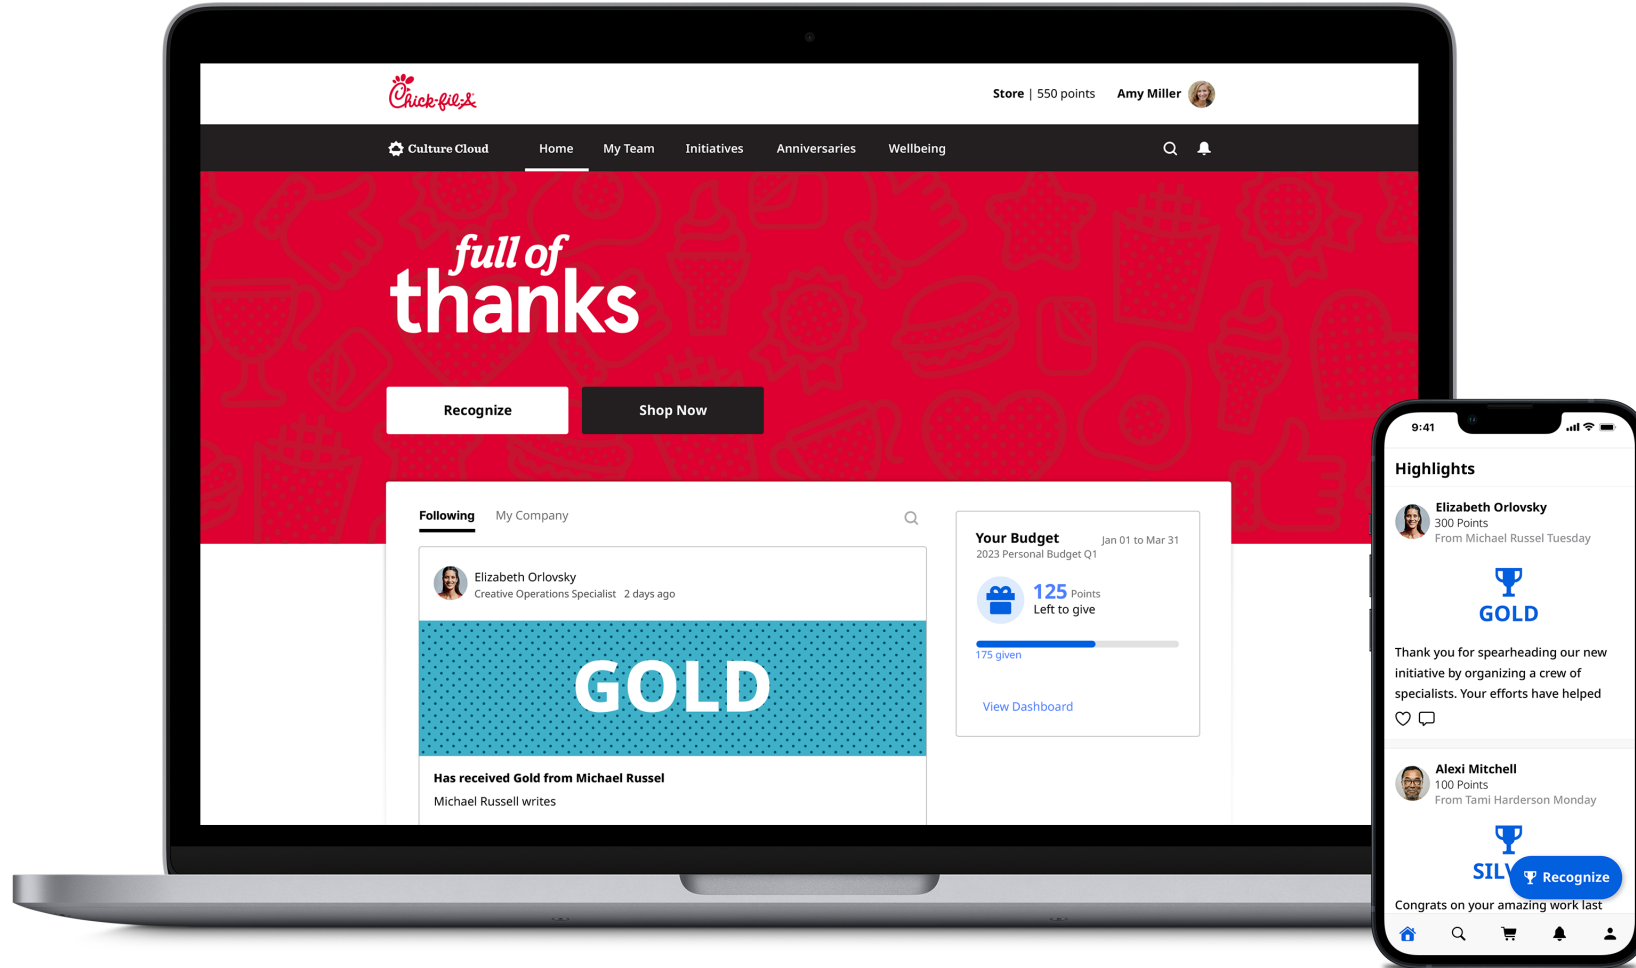 Chick-fil-A
Store | 550 points Amy Miller
Culture Cloud Home My Team Initiatives Anniversaries Wellbeing
full of
thanks
Recognize Shop Now
Following My Company
Elizabeth Orlovsky
Creative Operations Specialist 2 days ago
GOLD
Has received Gold from Michael Russel
Michael Russell writes
Your Budget Jan 01 to Mar 31
2023 Personal Budget Q1
125 Points
Left to give
175 given
View Dashboard
9:41
Highlights
Elizabeth Orlovsky
300 Points
From Michael Russel Tuesday
GOLD
Thank you for spearheading our new
initiative by organizing a crew of
specialists. Your efforts have helped
Alexi Mitchell
100 Points
From Tami Harderson Monday
SILV
Recognize
Congrats on your amazing work last